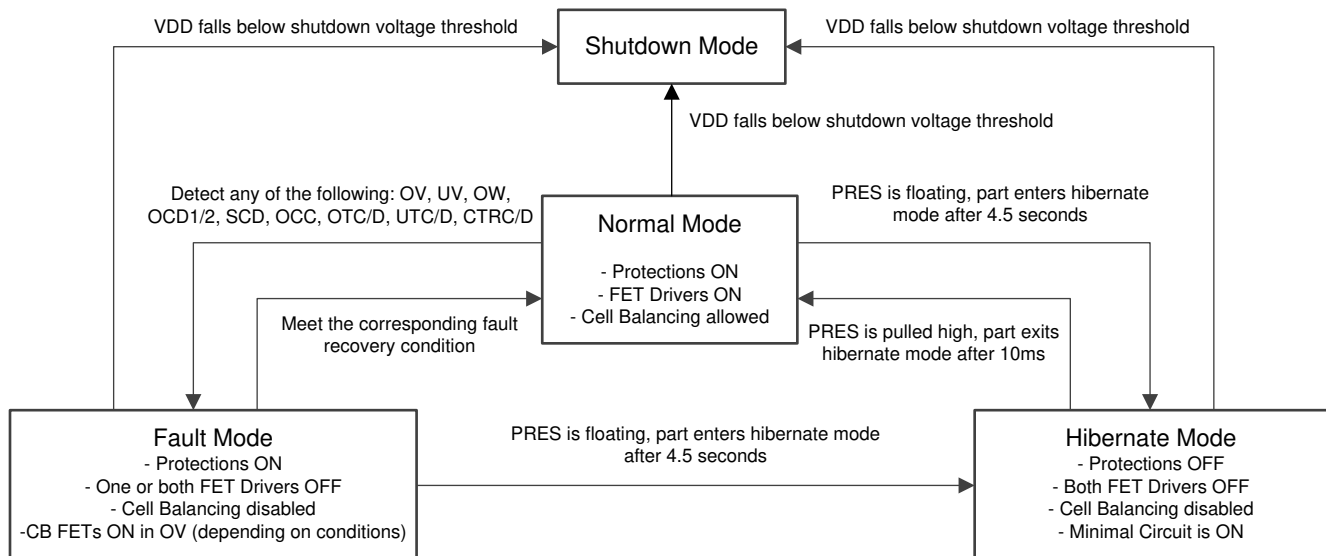 VDD falls below shutdown voltage threshold
Shutdown Mode
VDD falls below shutdown voltage threshold
VDD falls below shutdown voltage threshold
Detect any of the following: OV, UV, OW,
OCD1/2, SCD, OCC, OTC/D, UTC/D, CTRC/D
PRES is floating, part enters hibernate
mode after 4.5 seconds
Normal Mode
- Protections ON
- FET Drivers ON
- Cell Balancing allowed
Meet the corresponding fault
recovery condition
PRES is pulled high, part exits
hibernate mode after 10ms
Fault Mode
- Protections ON
- One or both FET Drivers OFF
- Cell Balancing disabled
-CB FETs ON in OV (depending on conditions)
PRES is floating, part enters hibernate mode
after 4.5 seconds
Hibernate Mode
- Protections OFF
- Both FET Drivers OFF
- Cell Balancing disabled
- Minimal Circuit is ON